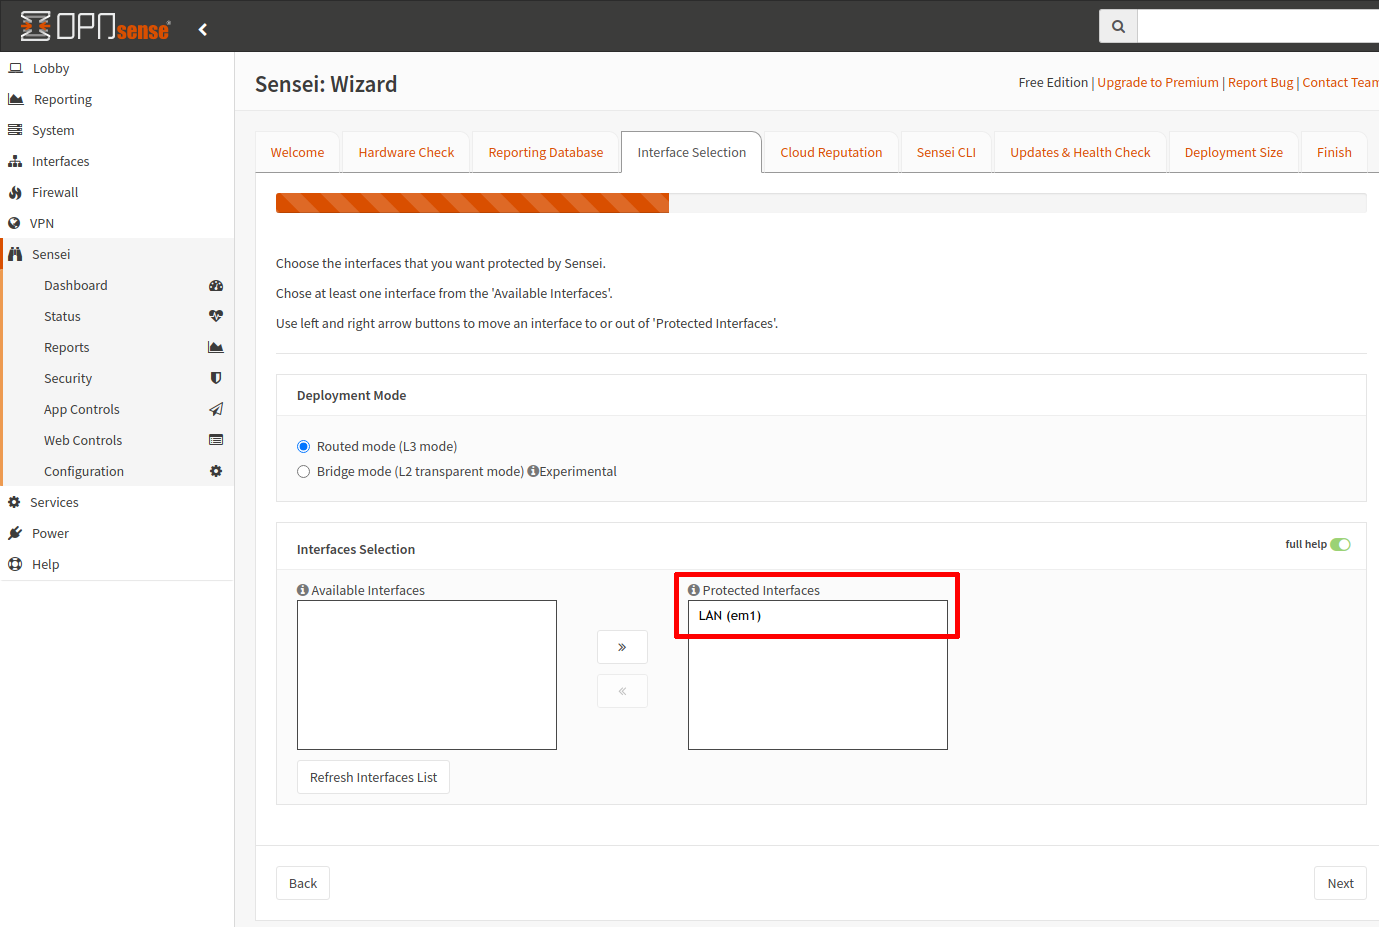 OPNsense®
Lobby
Reporting
System
Interfaces
Firewall
VPN
Sensei
Dashboard
Status
Reports
Security
App Controls
Web Controls
Configuration
Services
Power
Help
Sensei: Wizard
Free Edition | Upgrade to Premium | Report Bug | Contact Team
Welcome
Hardware Check
Reporting Database
Interface Selection
Cloud Reputation
Sensei CLI
Updates & Health Check
Deployment Size
Finish
Choose the interfaces that you want protected by Sensei.
Chose at least one interface from the 'Available Interfaces'.
Use left and right arrow buttons to move an interface to or out of 'Protected Interfaces'.
Deployment Mode
Routed mode (L3 mode)
Bridge mode (L2 transparent mode) Experimental
Interfaces Selection
full help
Available Interfaces
Protected Interfaces
LAN (em1)
»
«
Refresh Interfaces List
Back
Next